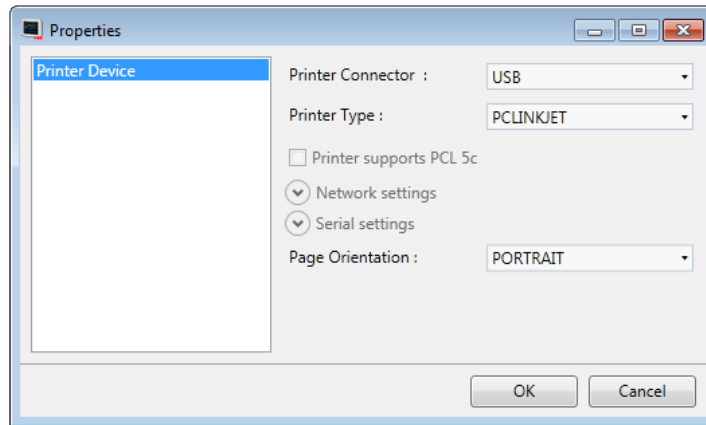 Properties
Printer Device
Printer Connector :
USB
Printer Type :
PCLINKJET
Printer supports PCL 5c
Network settings
Serial settings
Page Orientation :
PORTRAIT
OK
Cancel